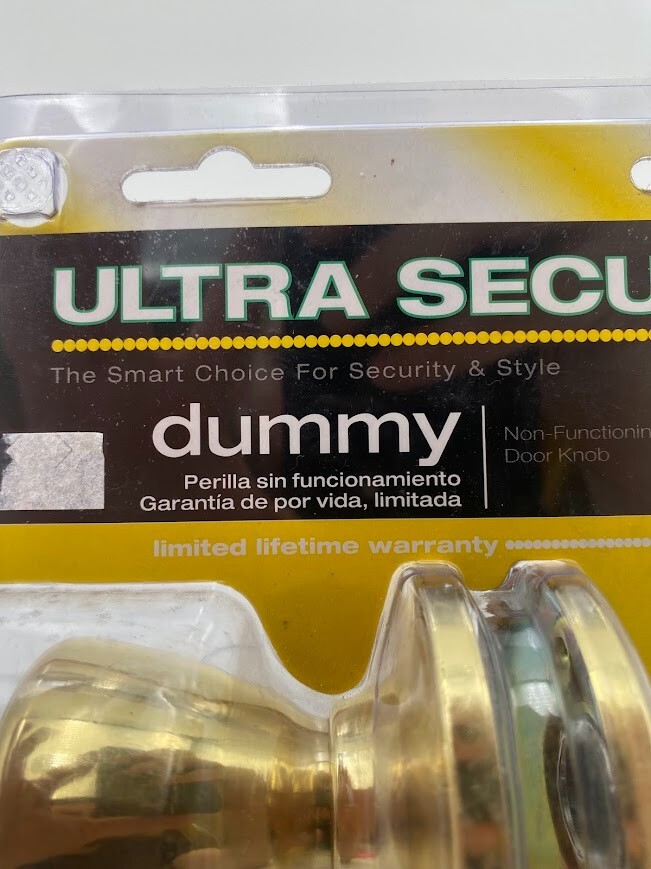 ULTRA SECU
The Smart Choice For Security & Style
dummy
Non-Functionin
Door Knob
Perilla sin funcionamiento
Garantía de por vida, limitada
limited lifetime warranty